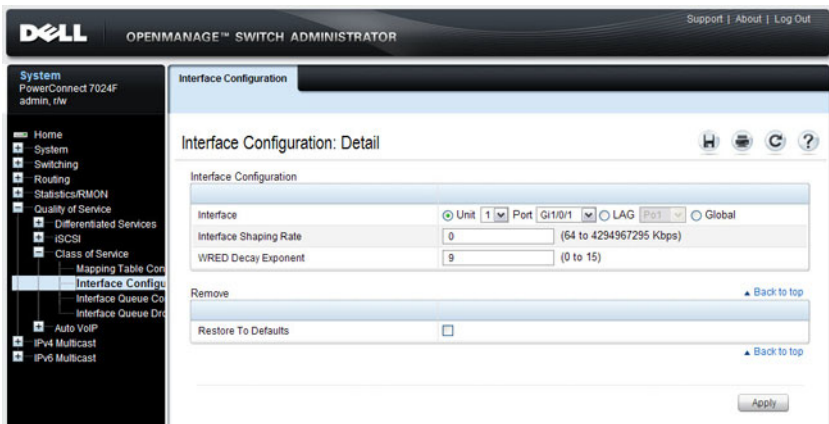 Support | About | Log Out
DELL
OPENMANAGE™ SWITCH ADMINISTRATOR
System
PowerConnect 7024F
admin, r/w
Interface Configuration
Home
System
Switching
Routing
Statistics/RMON
Quality of Service
Differentiated Services
iSCSI
Class of Service
Mapping Table Con
Interface Configu
Interface Queue Co
Interface Queue Dro
Auto VoIP
IPv4 Multicast
IPv6 Multicast
Interface Configuration: Detail
Interface Configuration
Interface Unit 1 Port Gi1/0/1 LAG Po1 Global
Interface Shaping Rate 0 (64 to 4294967295 Kbps)
WRED Decay Exponent 9 (0 to 15)
Remove
Back to top
Restore To Defaults
Back to top
Apply